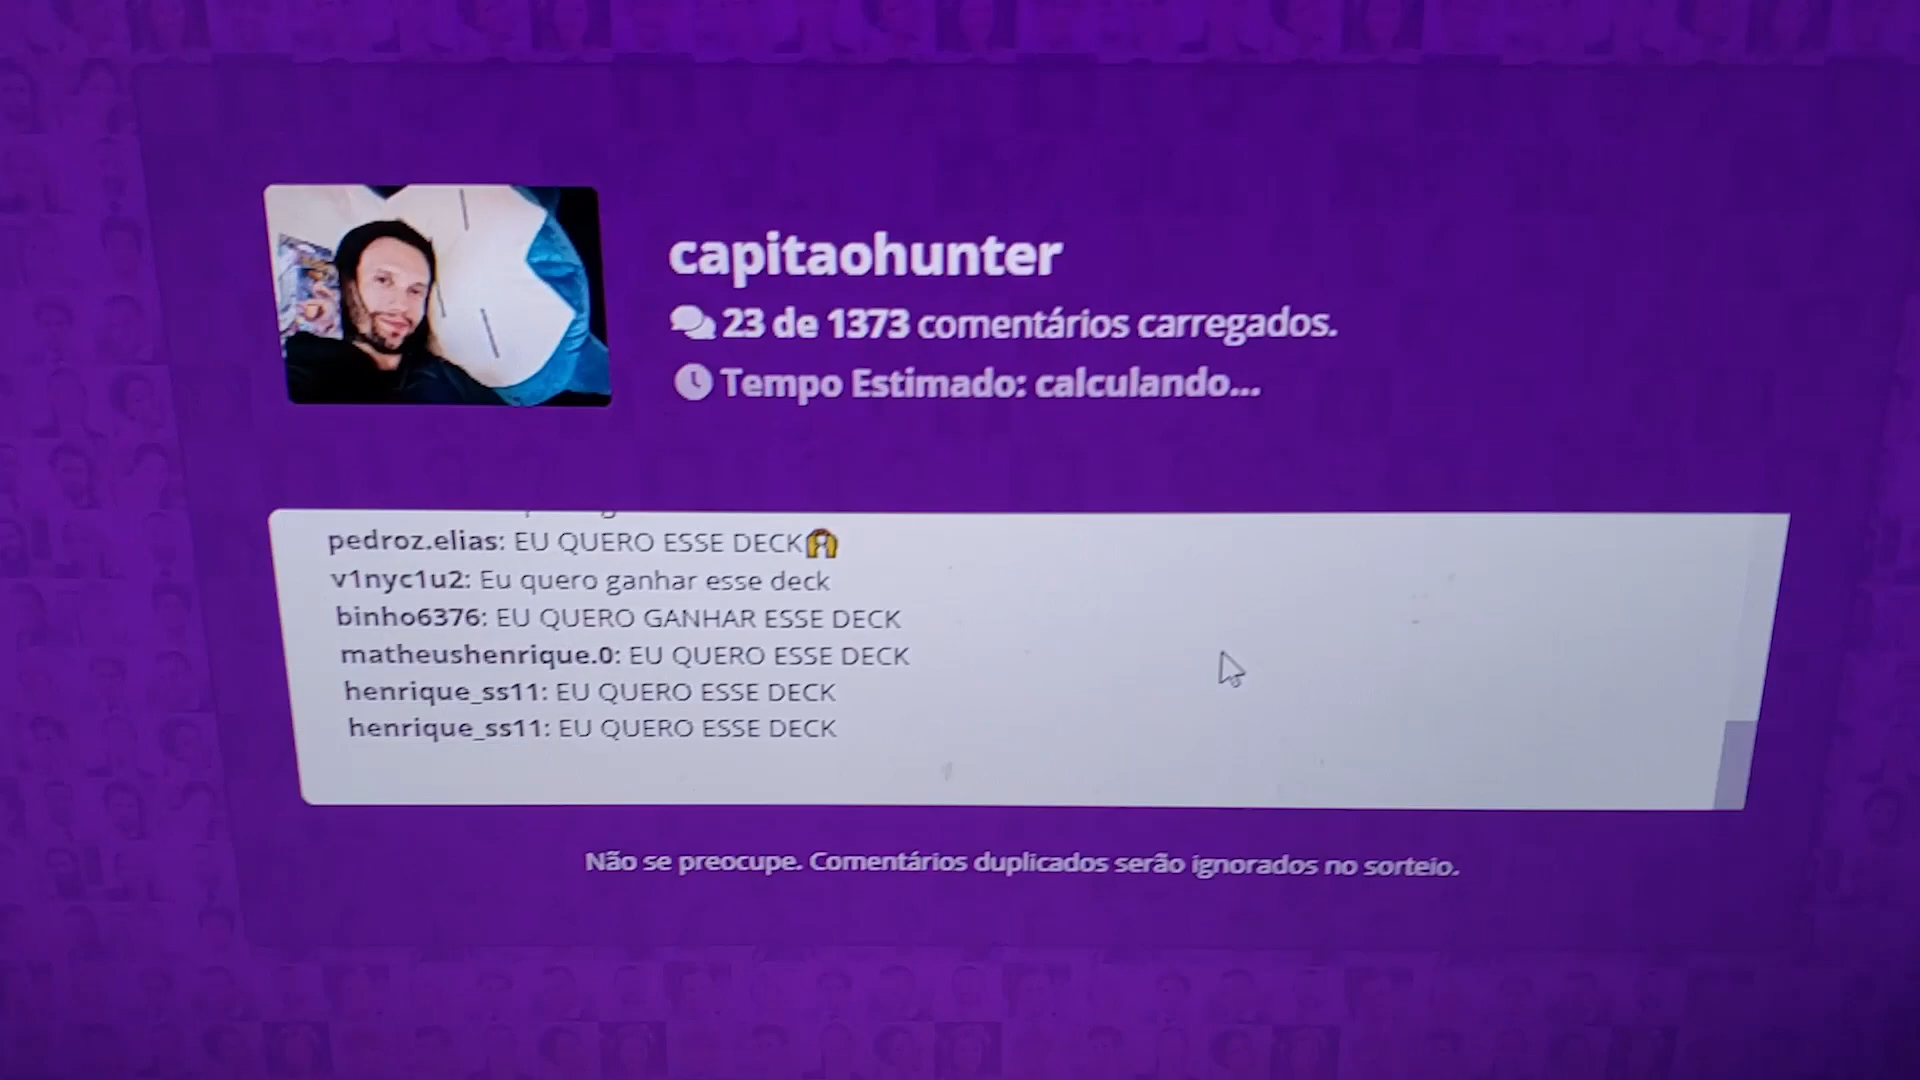 capitaohunter
23 de 1373 comentários carregados.
Tempo Estimado: calculando...
pedroz.elias: EU QUERO ESSE DECK🙌
v1nyc1u2: Eu quero ganhar esse deck
binho6376: EU QUERO GANHAR ESSE DECK
matheushenrique.0: EU QUERO ESSE DECK
henrique_ss11: EU QUERO ESSE DECK
henrique_ss11: EU QUERO ESSE DECK
Não se preocupe. Comentários duplicados serão ignorados no sorteio.